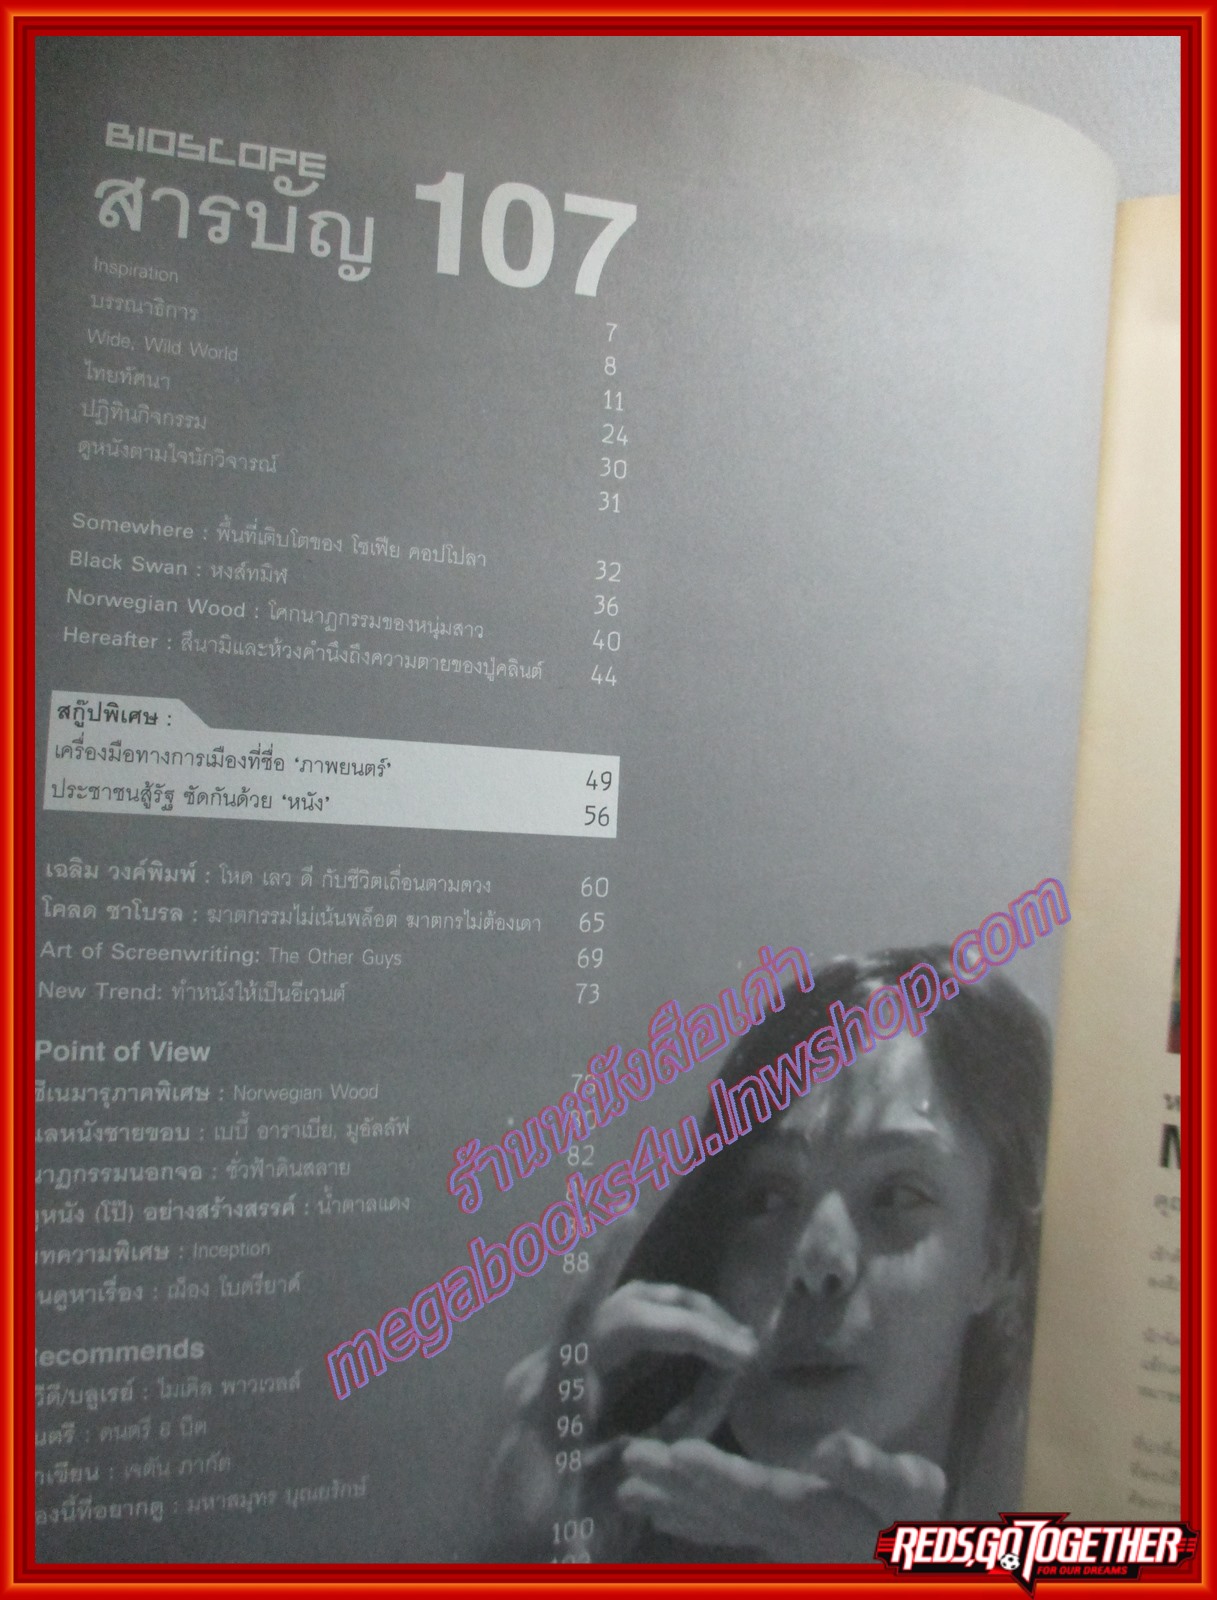 BIOSCOPE
สารบัญ 107
Inspiration 7
บรรณาธิการ 8
Wide, Wild World 11
ไทยทัศนา 24
ปฏิทินกิจกรรม 30
ดูหนังตามใจนักวิจารณ์ 31
Somewhere : พื้นที่เติบโตของ โซเฟีย คอปโปลา 32
Black Swan : หงส์ทมิฬ 36
Norwegian Wood : โศกนาฏกรรมของหนุ่มสาว 40
Hereafter : สึนามิและห้วงคำนึงถึงความตายของปู่คลินต์ 44
สกู๊ปพิเศษ :
เครื่องมือทางการเมืองที่ชื่อ ‘ภาพยนตร์’ 49
ประชาชนสู้รัฐ ซัดกันด้วย ‘หนัง’ 56
เฉลิม วงค์พิมพ์ : โหด เลว ดี กับชีวิตเถื่อนตามดวง 60
โคลด ชาโบรล : ฆาตกรรมไม่เน้นพล็อต ฆาตกรไม่ต้องเดา 65
Art of Screenwriting: The Other Guys 69
New Trend: ทำหนังให้เป็นอีเวนต์ 73
Point of View
ซีเนมารุภาคพิเศษ : Norwegian Wood
แลหนังชายขอบ : เบบี้ อาราเบีย, มูอัลลัฟ
นาฏกรรมนอกจอ : ชั่วฟ้าดินสลาย 82
ดูหนัง (โป๊) อย่างสร้างสรรค์ : น้ำตาลแดง
บทความพิเศษ : Inception
ดูหาเรื่อง : เมือง โบดริยาด์ 88
ecommends
วีดี/บลูเรย์ : ไมเคิล พาวเวลล์ 90
ดนตรี 8 บิต 95
เจตัน ภากัต 96
มหาสมุทร บุณยรักษ์ 98
100
ร้านหนังสือเก่า
megabooks4u.lnwshop.com
REDS,GO TOGETHER
FOR OUR DREAMS